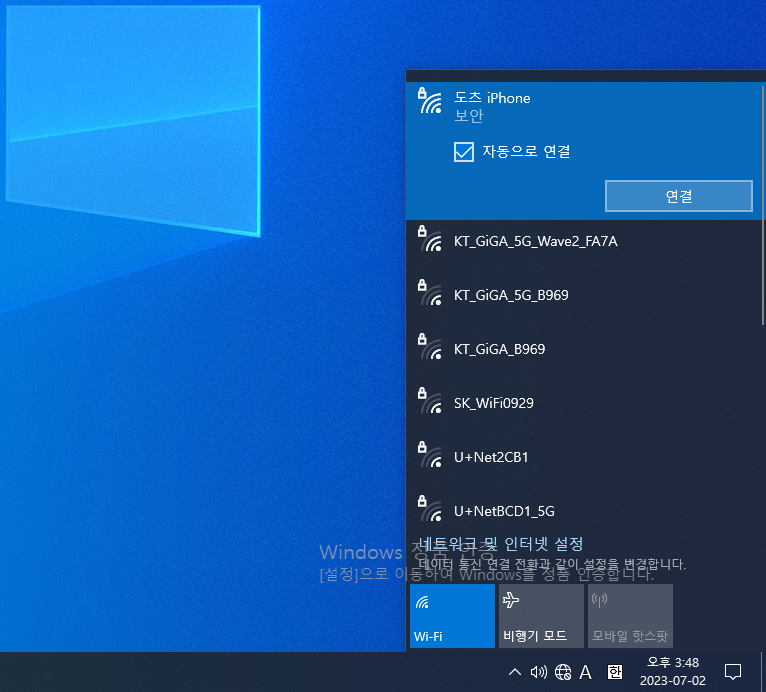 도츠 iPhone
보안
자동으로 연결
연결
KT_GiGA_5G_Wave2_FA7A
KT_GiGA_5G_B969
KT_GiGA_B969
SK_WiFi0929
U+Net2CB1
U+NetBCD1_5G
네트워크 및 인터넷 설정
데이터 통신 연결 전환과 같이 설정을 변경합니다.
Windows 정품 인증
[설정]으로 이동하여 Windows를 정품 인증합니다.
Wi-Fi
비행기 모드
모바일 핫스팟
A
한
오후 3:48
2023-07-02